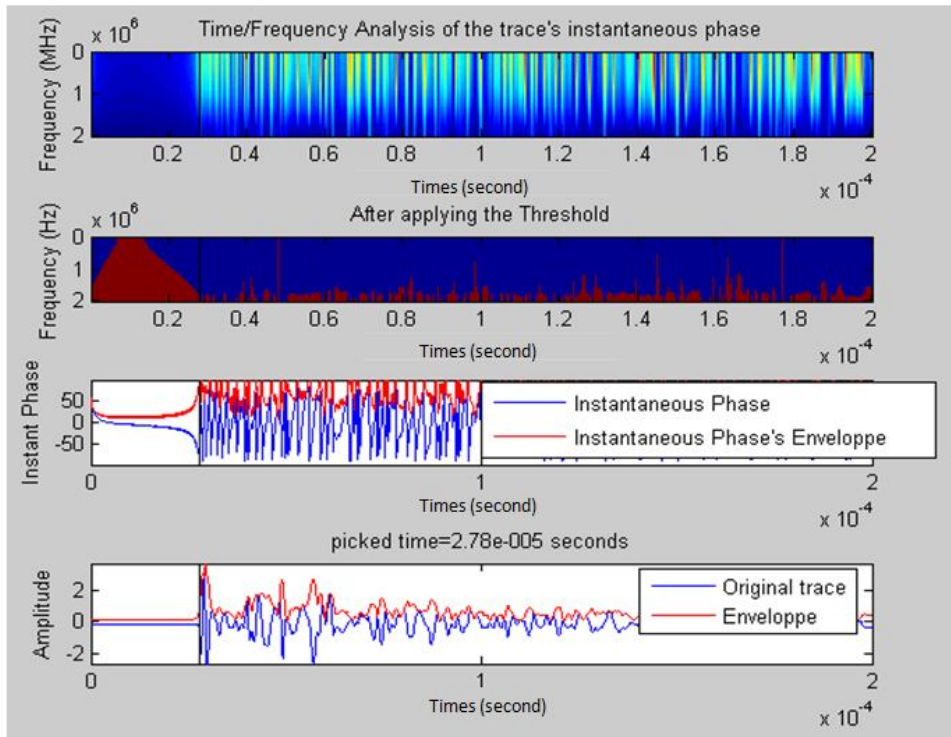 Time/Frequency Analysis of the trace's instantaneous phase
x 10^6
Frequency (MHz)
0
1
2
0.2 0.4 0.6 0.8 1 1.2 1.4 1.6 1.8 2
Times (second)
x 10^-4
After applying the Threshold
x 10^6
Frequency (Hz)
0
1
2
0.2 0.4 0.6 0.8 1 1.2 1.4 1.6 1.8 2
Times (second)
x 10^-4
Instant Phase
50
0
-50
Instantaneous Phase
Instantaneous Phase's Enveloppe
0 1 2
Times (second)
x 10^-4
picked time=2.78e-005 seconds
Amplitude
2
0
-2
Original trace
Enveloppe
0 1 2
Times (second)
x 10^-4